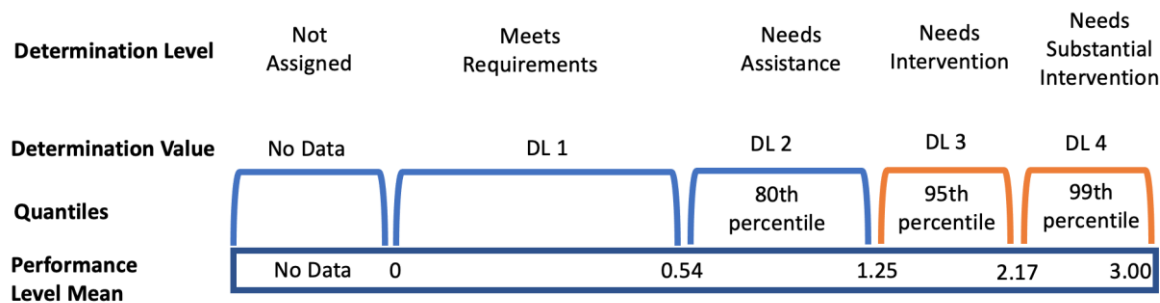 Determination Level
Not
Assigned
Meets
Requirements
Needs
Assistance
Needs
Intervention
Needs
Substantial
Intervention
Determination Value
No Data
DL 1
DL 2
DL 3
DL 4
Quantiles
80th
percentile
95th
percentile
99th
percentile
Performance
Level Mean
No Data
0
0.54
1.25
2.17
3.00